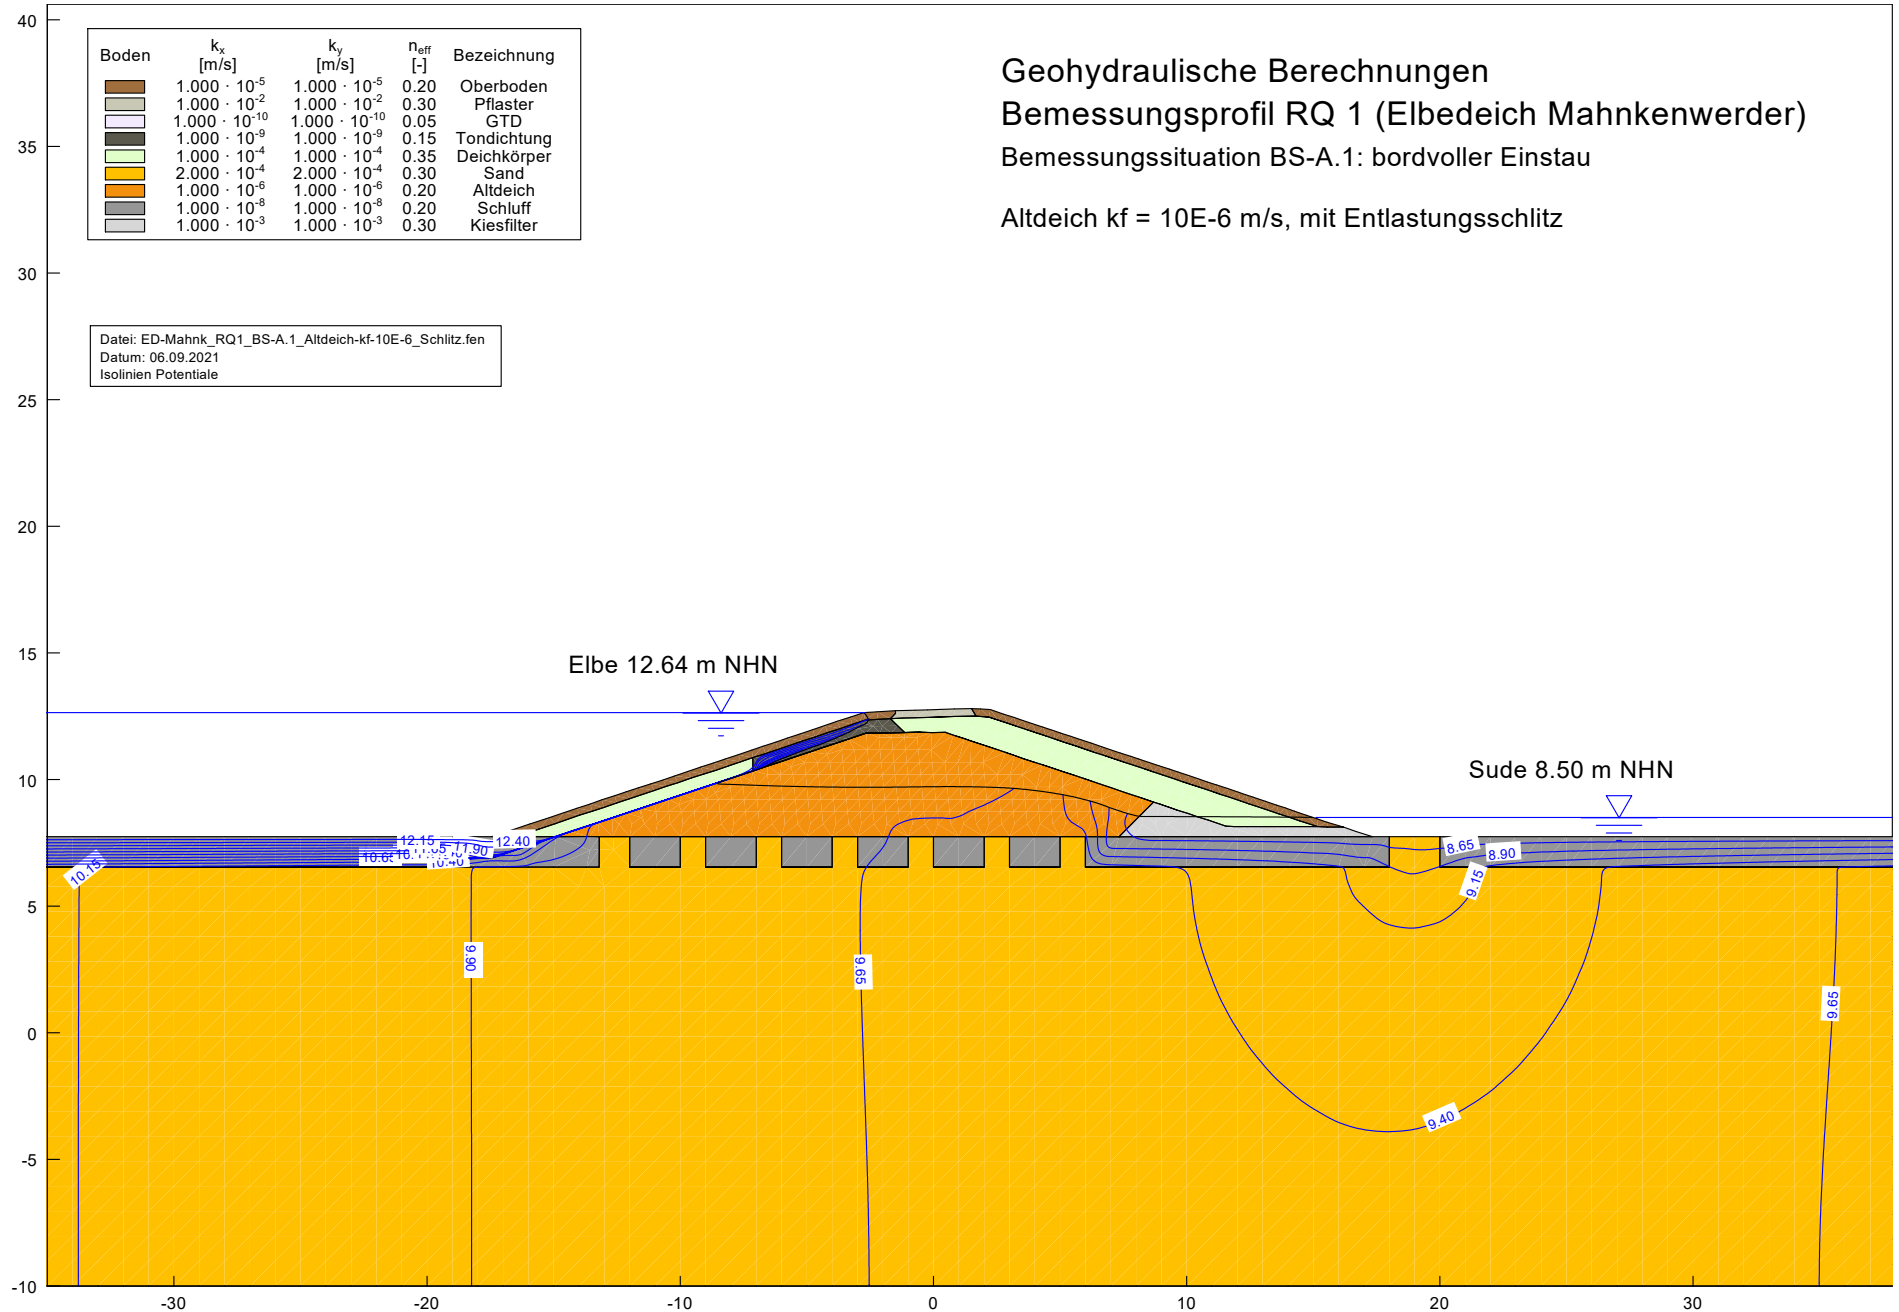 Geohydraulische Berechnungen
Bemessungsprofil RQ 1 (Elbedeich Mahnkenwerder)
Bemessungssituation BS-A.1: bordvoller Einstau
Altdeich kf = 10E-6 m/s, mit Entlastungsschlitz
Boden kx [m/s] ky [m/s] neff [-] Bezeichnung
1.000 · 10-5 1.000 · 10-5 0.20 Oberboden
1.000 · 10-2 1.000 · 10-2 0.30 Pflaster
1.000 · 10-10 1.000 · 10-10 0.05 GTD
1.000 · 10-9 1.000 · 10-9 0.15 Tondichtung
1.000 · 10-4 1.000 · 10-4 0.35 Deichkörper
2.000 · 10-4 2.000 · 10-4 0.30 Sand
1.000 · 10-6 1.000 · 10-6 0.20 Altdeich
1.000 · 10-8 1.000 · 10-8 0.20 Schluff
1.000 · 10-3 1.000 · 10-3 0.30 Kiesfilter
Datei: ED-Mahnk_RQ1_BS-A.1_Altdeich-kf-10E-6_Schlitz.fen
Datum: 06.09.2021
Isolinien Potentiale
Elbe 12.64 m NHN
Sude 8.50 m NHN
12.15
12.40
11.90
10.40
8.65
8.90
9.15
10.15
9.90
9.65
9.65
9.40
40
35
30
25
20
15
10
5
0
-5
-10
-30
-20
-10
0
10
20
30